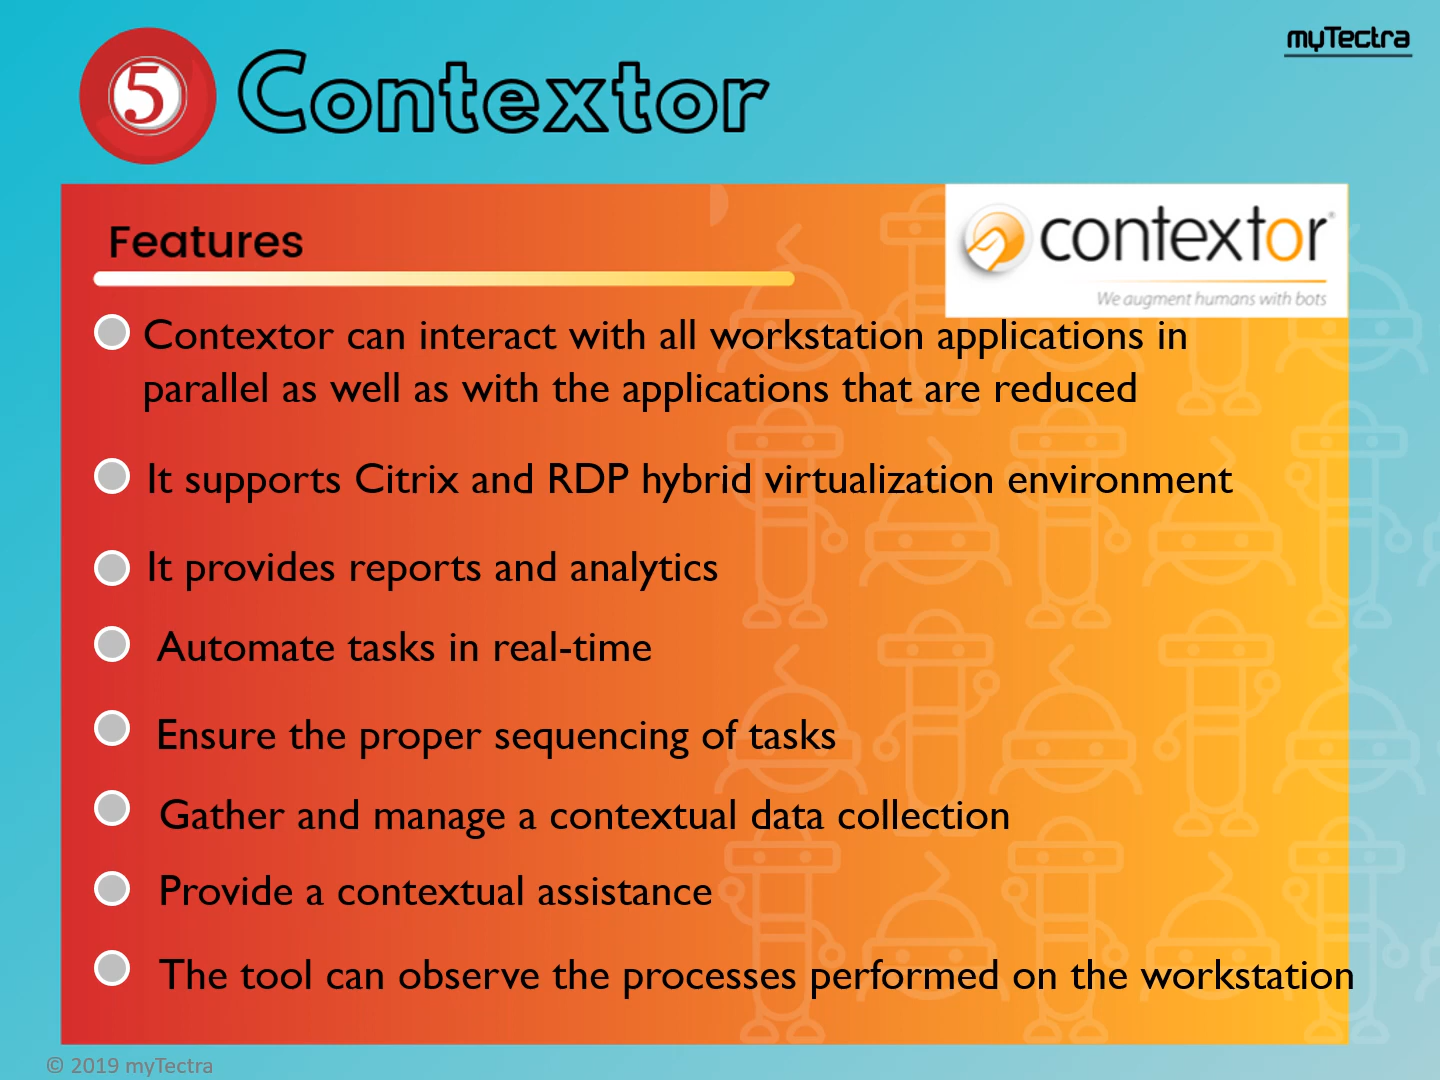 5 Contextor
myTectra
Features
contextor®
We augment humans with bots
Contextor can interact with all workstation applications in
parallel as well as with the applications that are reduced
It supports Citrix and RDP hybrid virtualization environment
It provides reports and analytics
Automate tasks in real-time
Ensure the proper sequencing of tasks
Gather and manage a contextual data collection
Provide a contextual assistance
The tool can observe the processes performed on the workstation
© 2019 myTectra